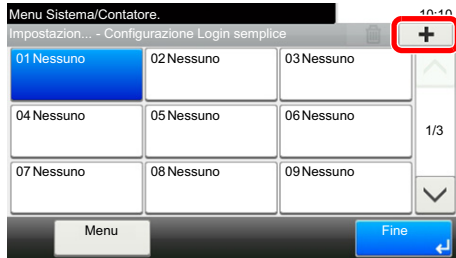 Menu Sistema/Contatore.
10:10
Impostazion... - Configurazione Login semplice
01 Nessuno 02 Nessuno 03 Nessuno
04 Nessuno 05 Nessuno 06 Nessuno
1/3
07 Nessuno 08 Nessuno 09 Nessuno
Menu Fine